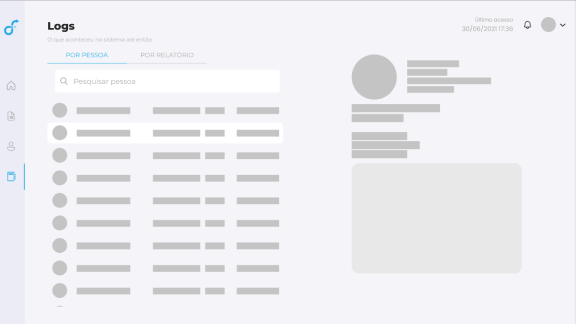 Logs
O que aconteceu no sistema até então
Último acesso
30/06/2021 17:36
POR PESSOA
POR RELATÓRIO
Pesquisar pessoa